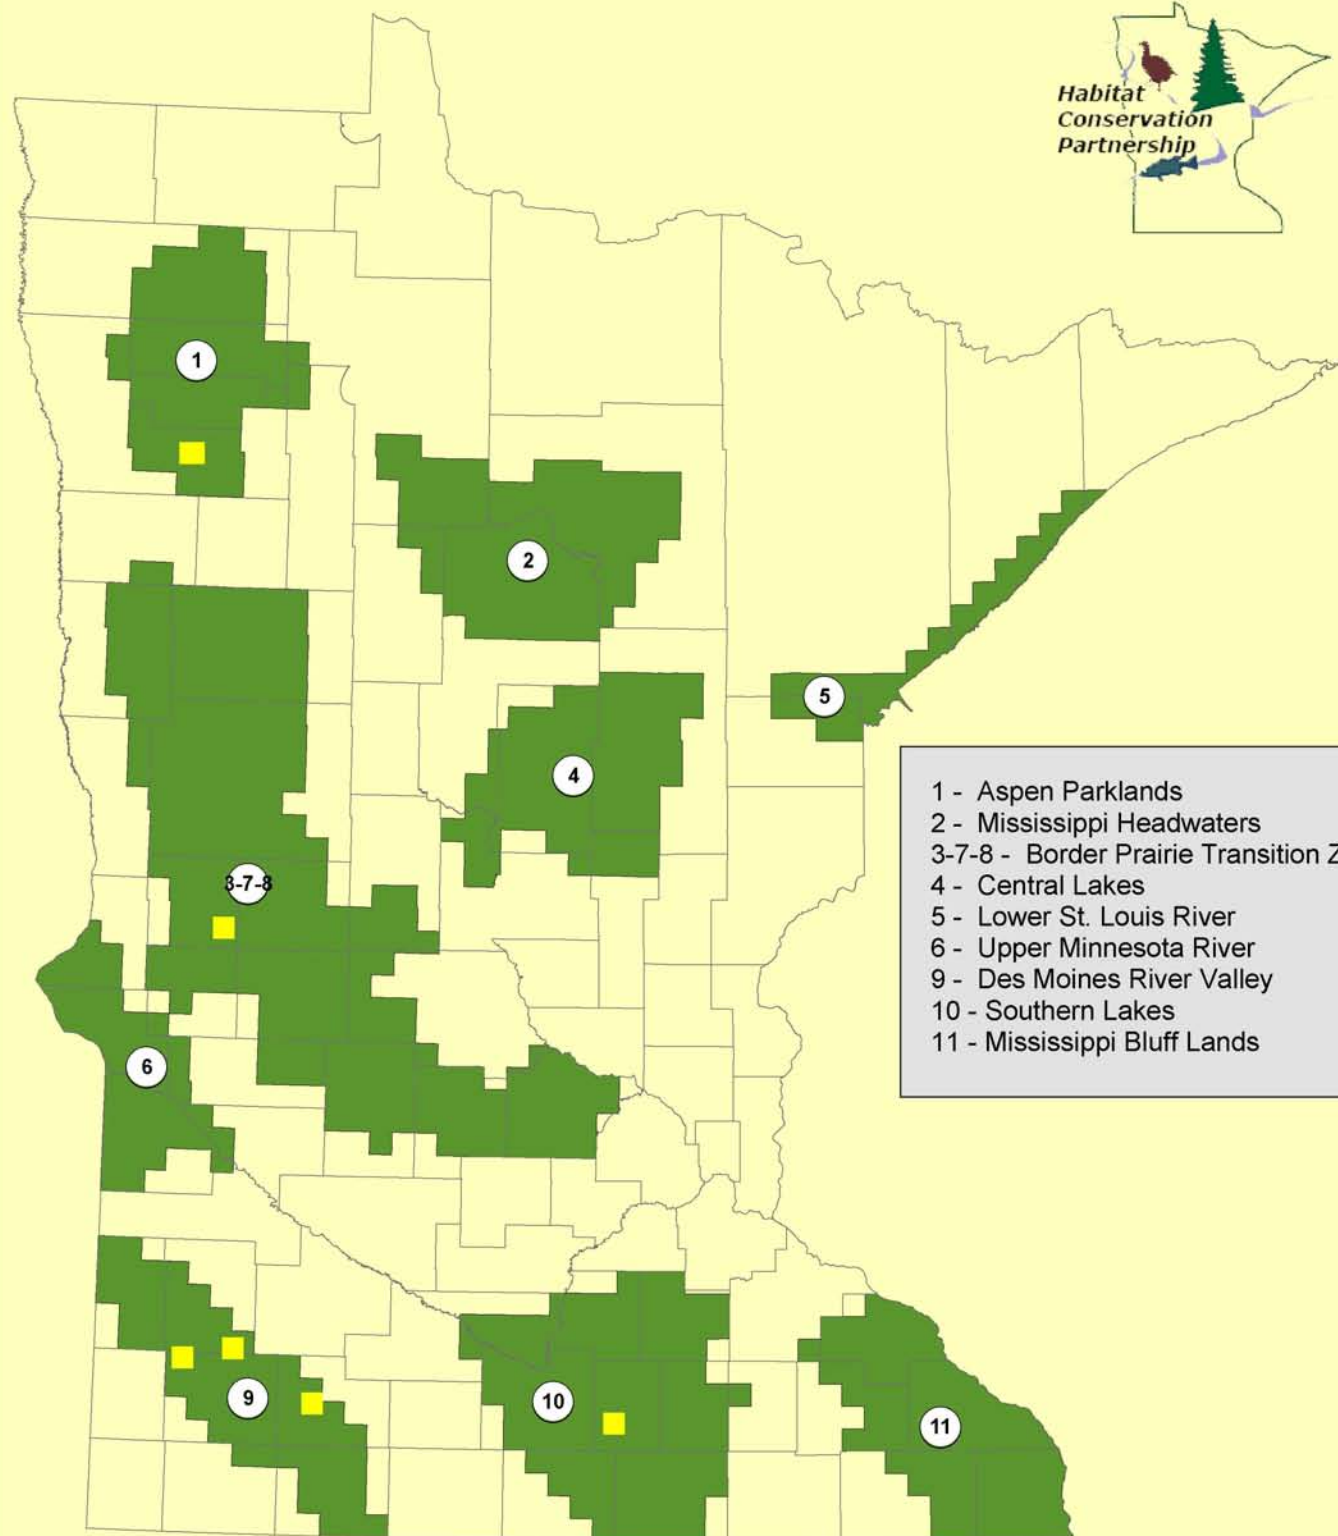 Habitat
Conservation
Partnership
1
2
3-7-8
4
5
6
9
10
11
1 - Aspen Parklands
2 - Mississippi Headwaters
3-7-8 - Border Prairie Transition
4 - Central Lakes
5 - Lower St. Louis River
6 - Upper Minnesota River
9 - Des Moines River Valley
10 - Southern Lakes
11 - Mississippi Bluff Lands